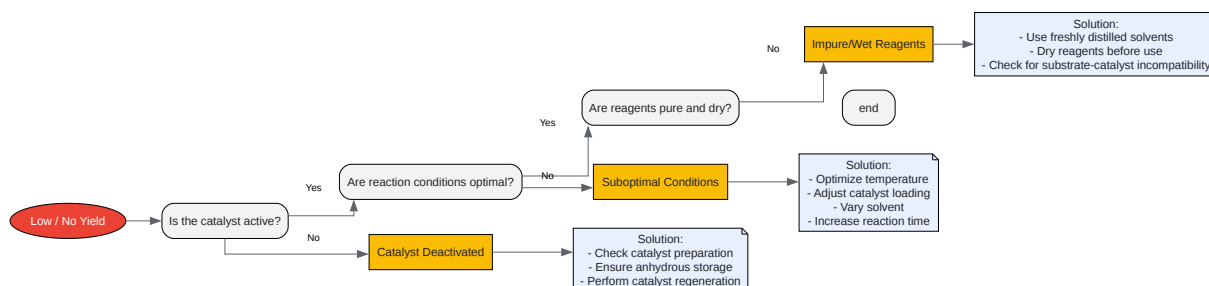 Low / No Yield
Is the catalyst active?
Yes
No
Are reaction conditions optimal?
Yes
No
Are reagents pure and dry?
No
Impure/Wet Reagents
Solution:
- Use freshly distilled solvents
- Dry reagents before use
- Check for substrate-catalyst incompatibility
end
Suboptimal Conditions
Solution:
- Optimize temperature
- Adjust catalyst loading
- Vary solvent
- Increase reaction time
Catalyst Deactivated
Solution:
- Check catalyst preparation
- Ensure anhydrous storage
- Perform catalyst regeneration